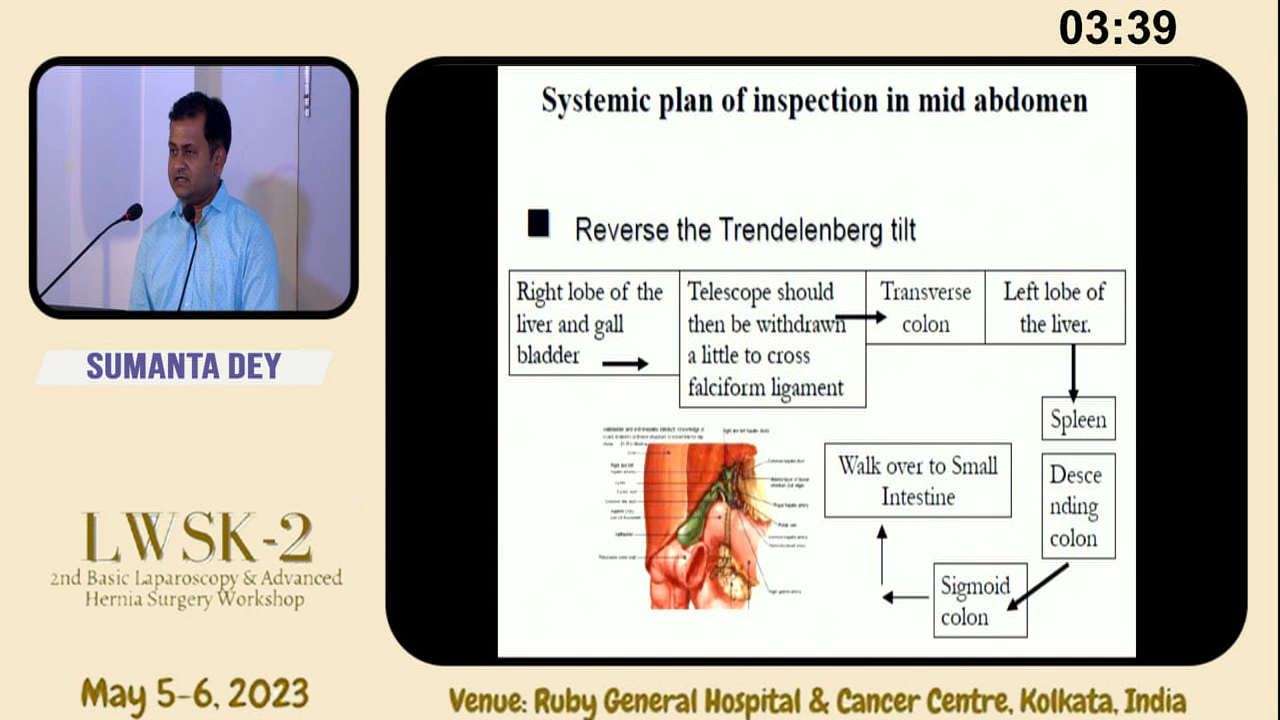 03:39
Systemic plan of inspection in mid abdomen
Reverse the Trendelenberg tilt
Right lobe of the
liver and gall
bladder
Telescope should
then be withdrawn
a little to cross
falciform ligament
Transverse
colon
Left lobe of
the liver.
Spleen
Desce
nding
colon
Sigmoid
colon
Walk over to Small
Intestine
SUMANTA DEY
LWSK-2
2nd Basic Laparoscopy & Advanced
Hernia Surgery Workshop
May 5-6, 2023
Venue: Ruby General Hospital & Cancer Centre, Kolkata, India